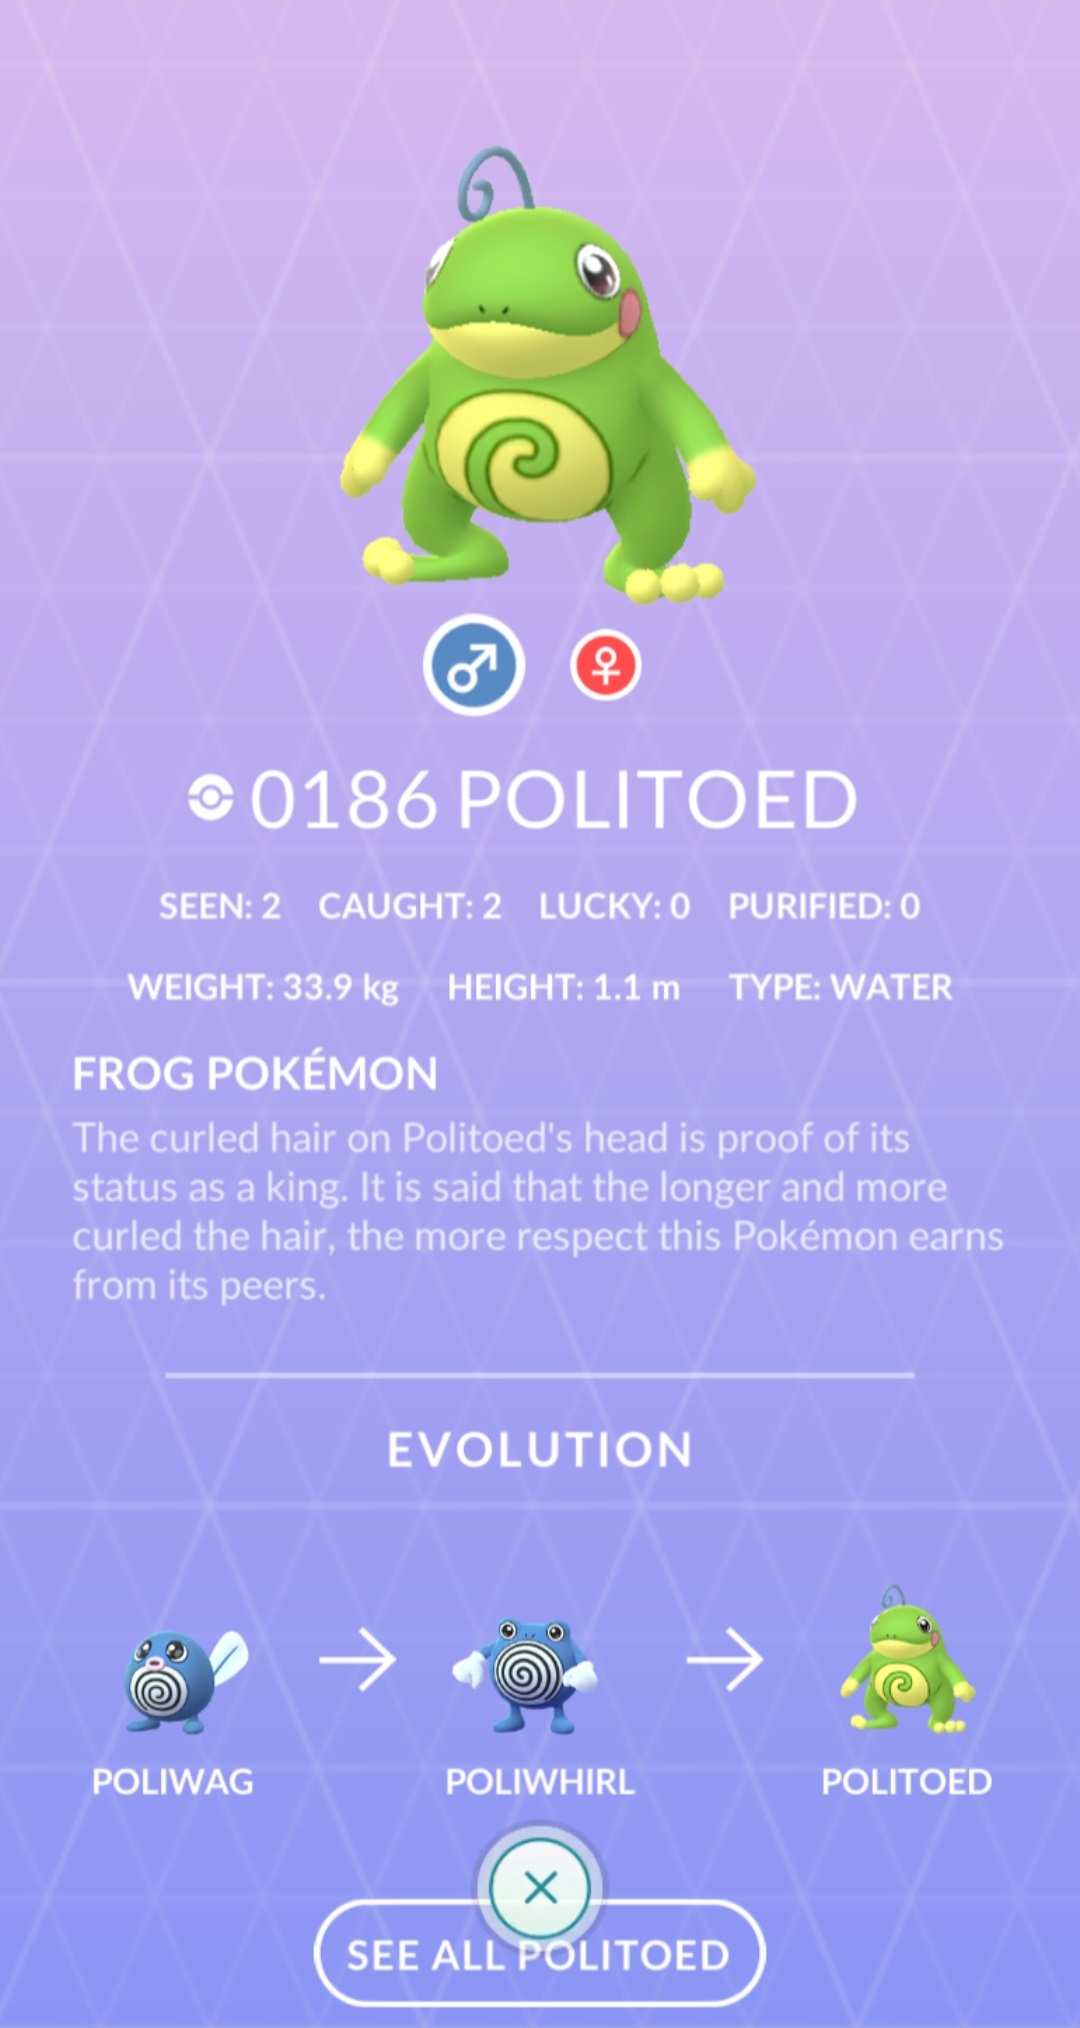 0186 POLITOED
SEEN: 2 CAUGHT: 2 LUCKY: 0 PURIFIED: 0
WEIGHT: 33.9 kg HEIGHT: 1.1 m TYPE: WATER
FROG POKÉMON
The curled hair on Politoed's head is proof of its
status as a king. It is said that the longer and more
curled the hair, the more respect this Pokémon earns
from its peers.
EVOLUTION
POLIWAG POLIWHIRL POLITOED
SEE ALL POLITOED